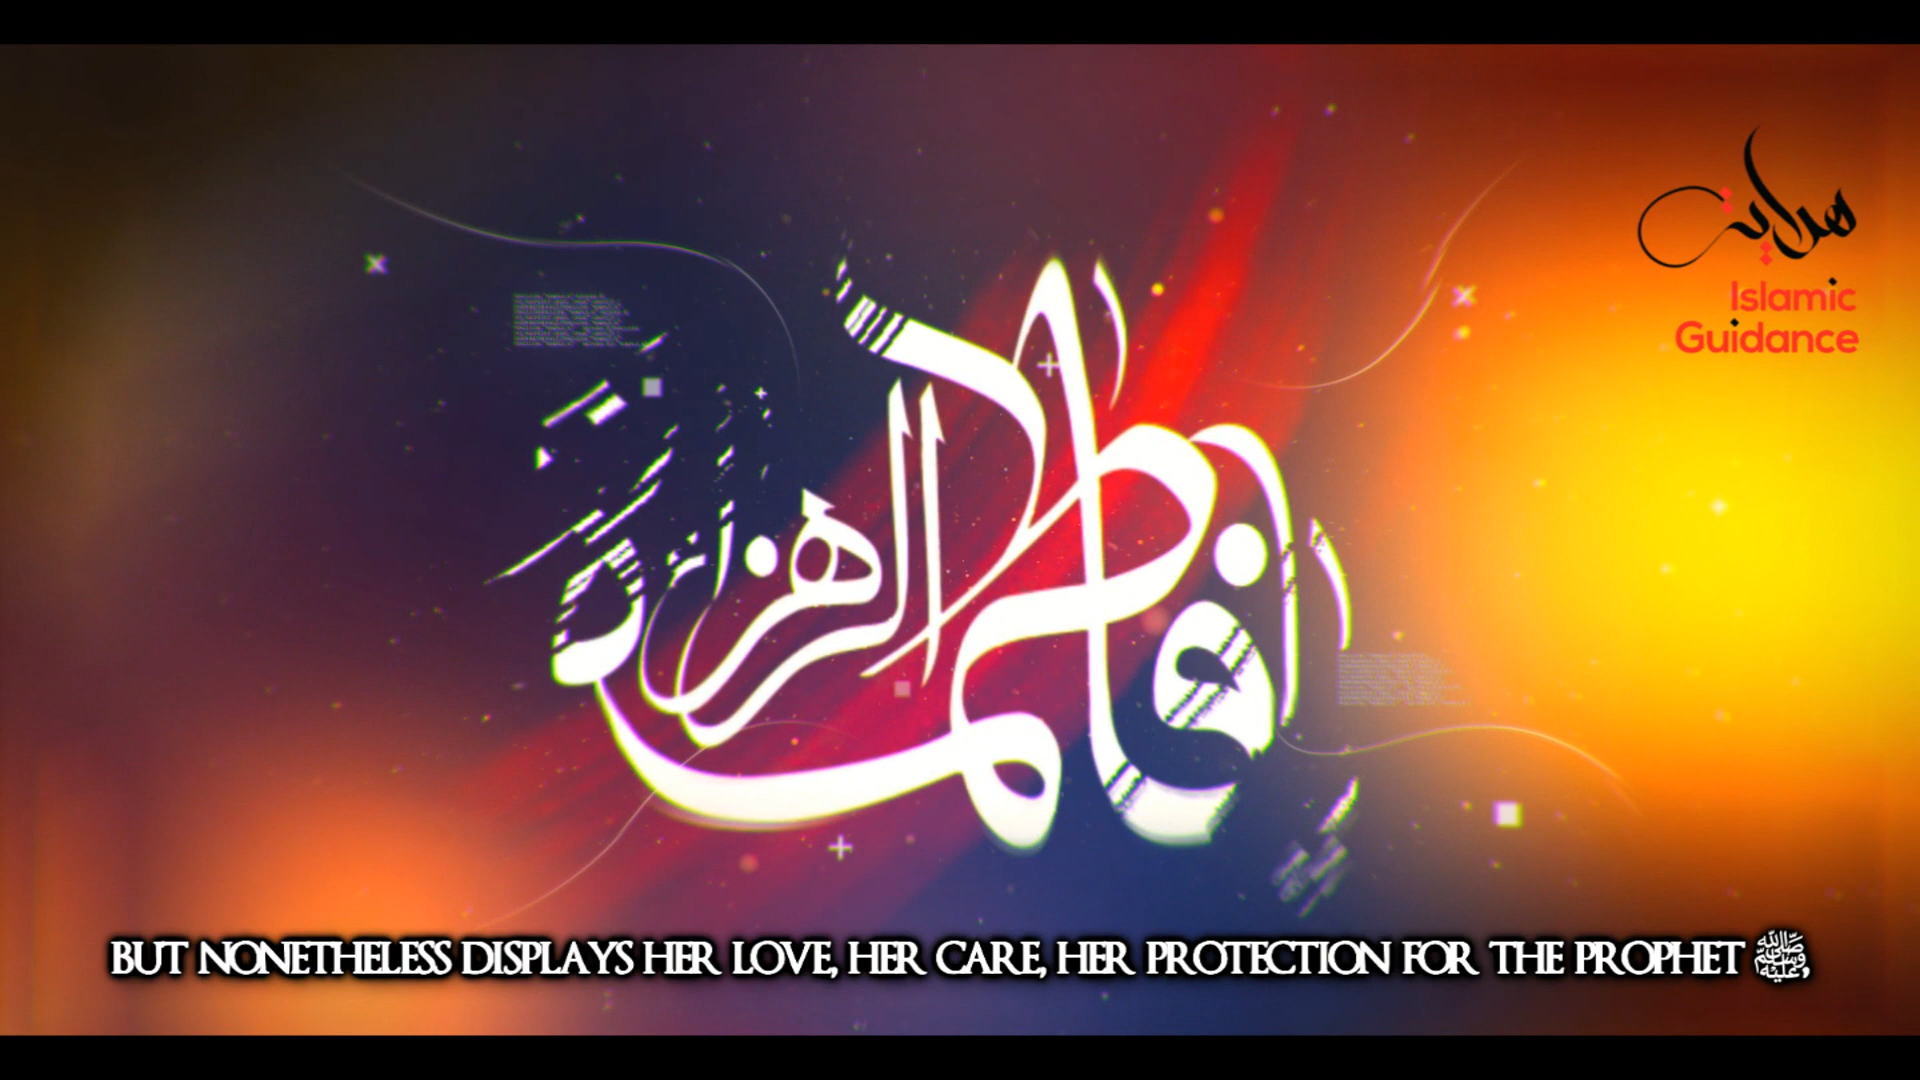 هداية
Islamic
Guidance
فاطمة الزهراء
BUT NONETHELESS DISPLAYS HER LOVE, HER CARE, HER PROTECTION FOR THE PROPHET ﷺ,